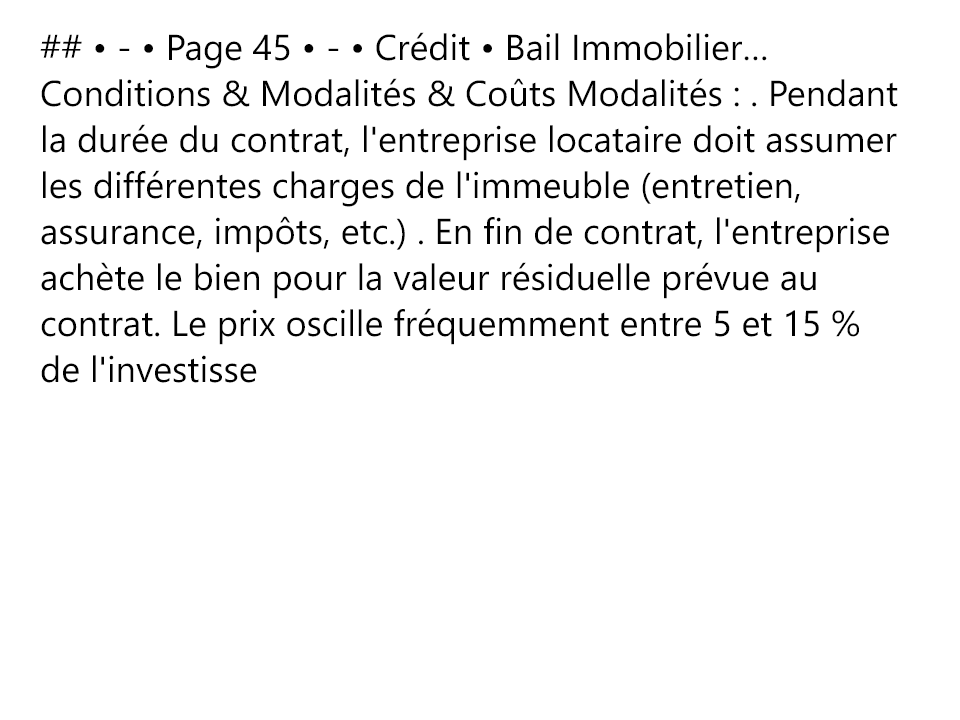 ## • - • Page 45 • - • Crédit • Bail Immobilier...
Conditions & Modalités & Coûts Modalités : . Pendant
la durée du contrat, l'entreprise locataire doit assumer
les différentes charges de l'immeuble (entretien,
assurance, impôts, etc.) . En fin de contrat, l'entreprise
achète le bien pour la valeur résiduelle prévue au
contrat. Le prix oscille fréquemment entre 5 et 15 %
de l'investisse